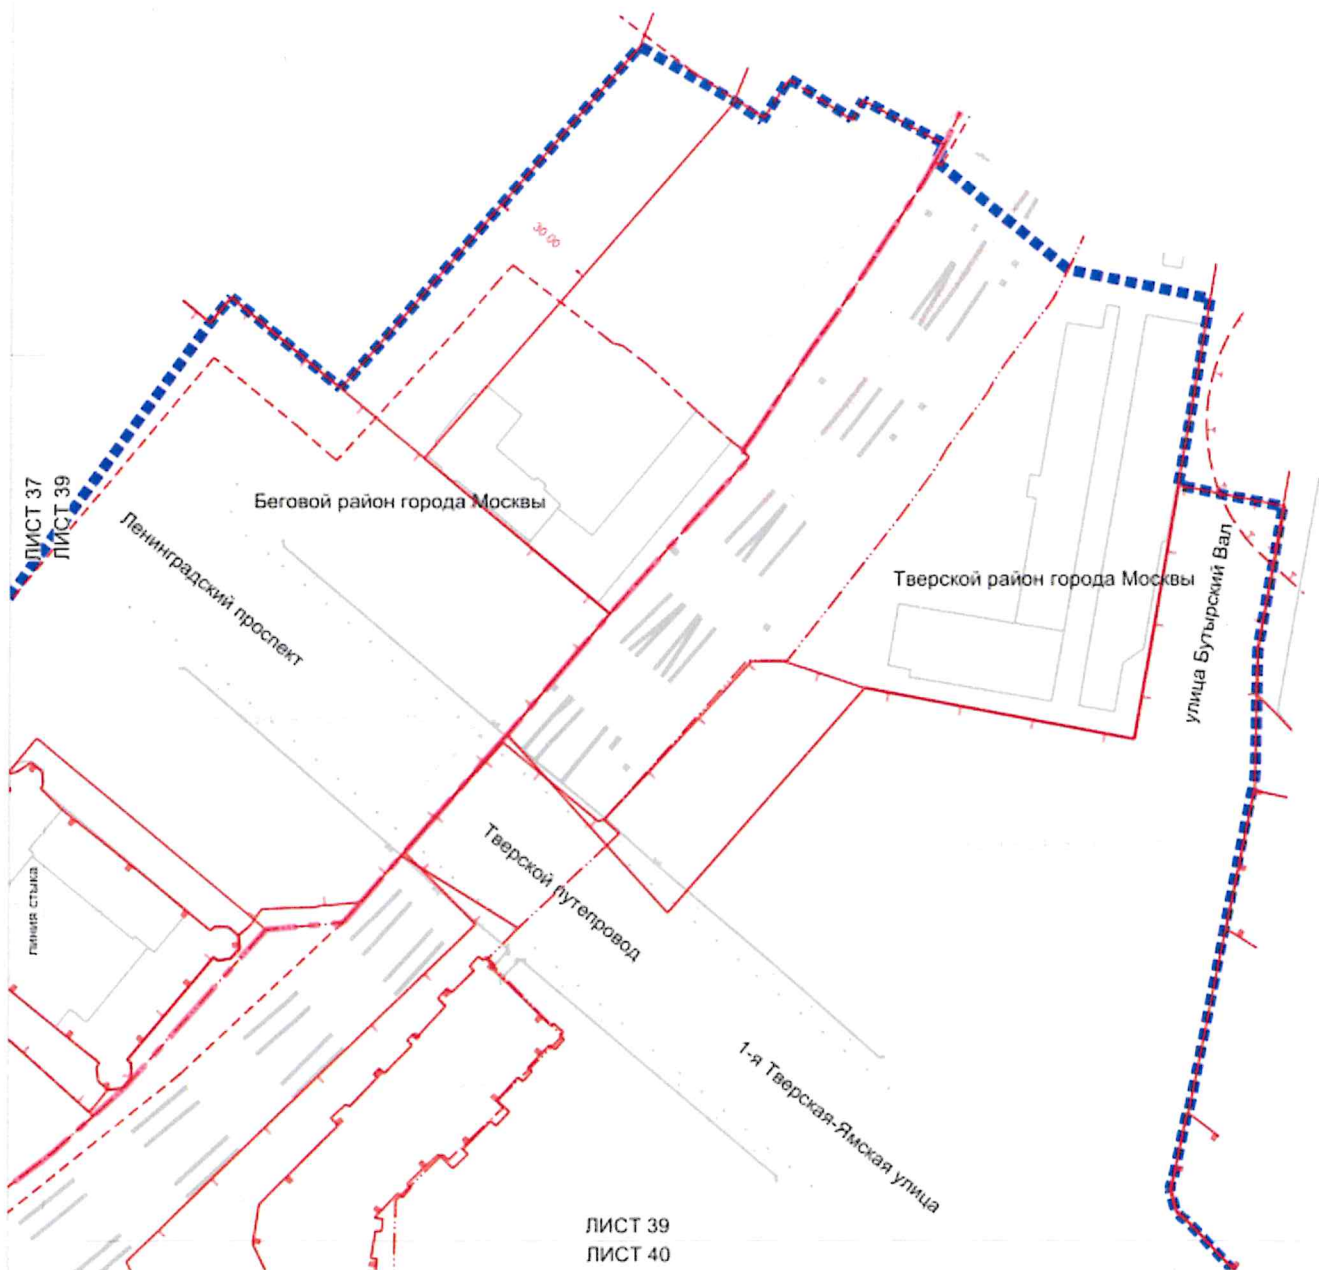 30.00
ЛИСТ 37
ЛИСТ 39
Беговой район города Москвы
Ленинградский проспект
Тверской район города Москвы
улица Бутырский Вал
Тверской путепровод
линия стыка
1-я Тверская-Ямская улица
ЛИСТ 39
ЛИСТ 40